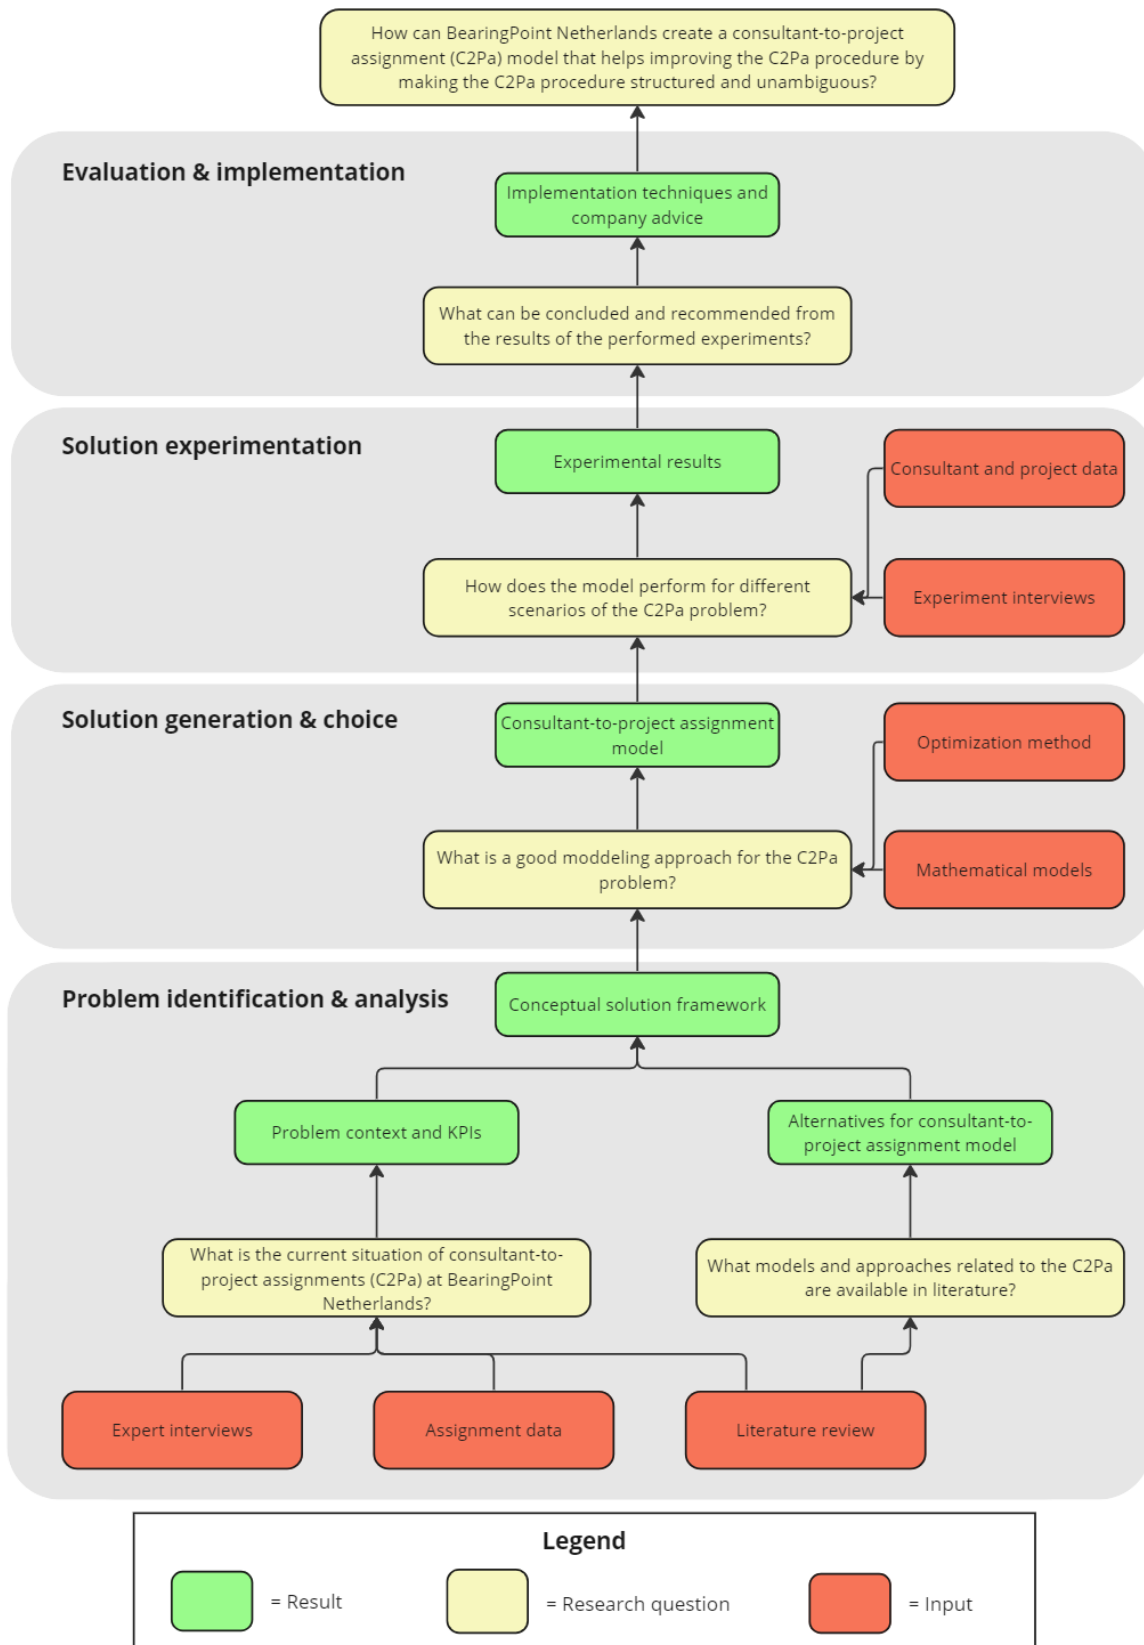 How can BearingPoint Netherlands create a consultant-to-project
assignment (C2Pa) model that helps improving the C2Pa procedure by
making the C2Pa procedure structured and unambiguous?
Evaluation & implementation
Implementation techniques and
company advice
What can be concluded and recommended from
the results of the performed experiments?
Solution experimentation
Experimental results
Consultant and project data
How does the model perform for different
scenarios of the C2Pa problem?
Experiment interviews
Solution generation & choice
Consultant-to-project assignment
model
Optimization method
What is a good moddeling approach for the C2Pa
problem?
Mathematical models
Problem identification & analysis
Conceptual solution framework
Problem context and KPIs
Alternatives for consultant-to-
project assignment model
What is the current situation of consultant-to-
project assignments (C2Pa) at BearingPoint
Netherlands?
What models and approaches related to the C2Pa
are available in literature?
Expert interviews
Assignment data
Literature review
Legend
= Result
= Research question
= Input